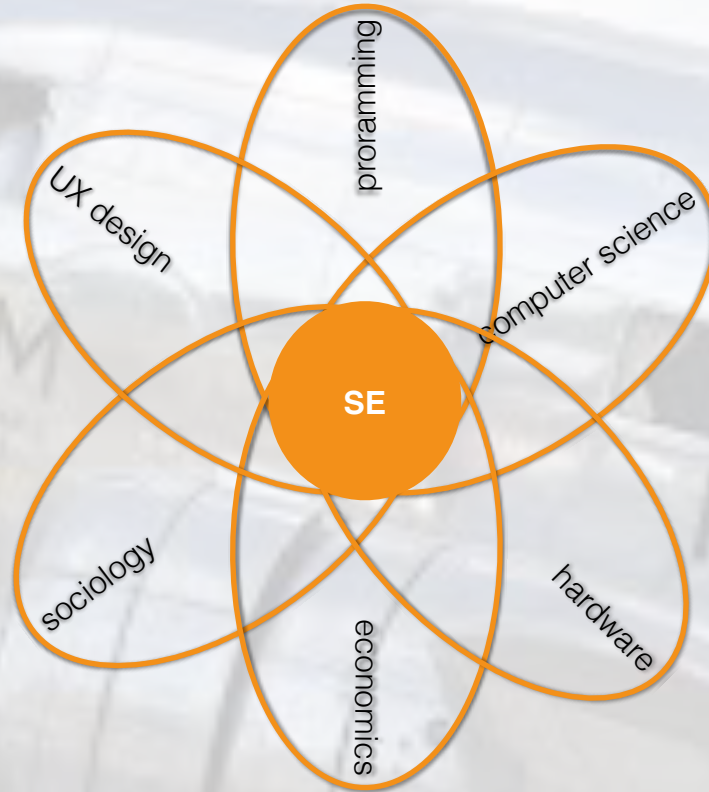 proramming
UX design
computer science
SE
sociology
hardware
economics